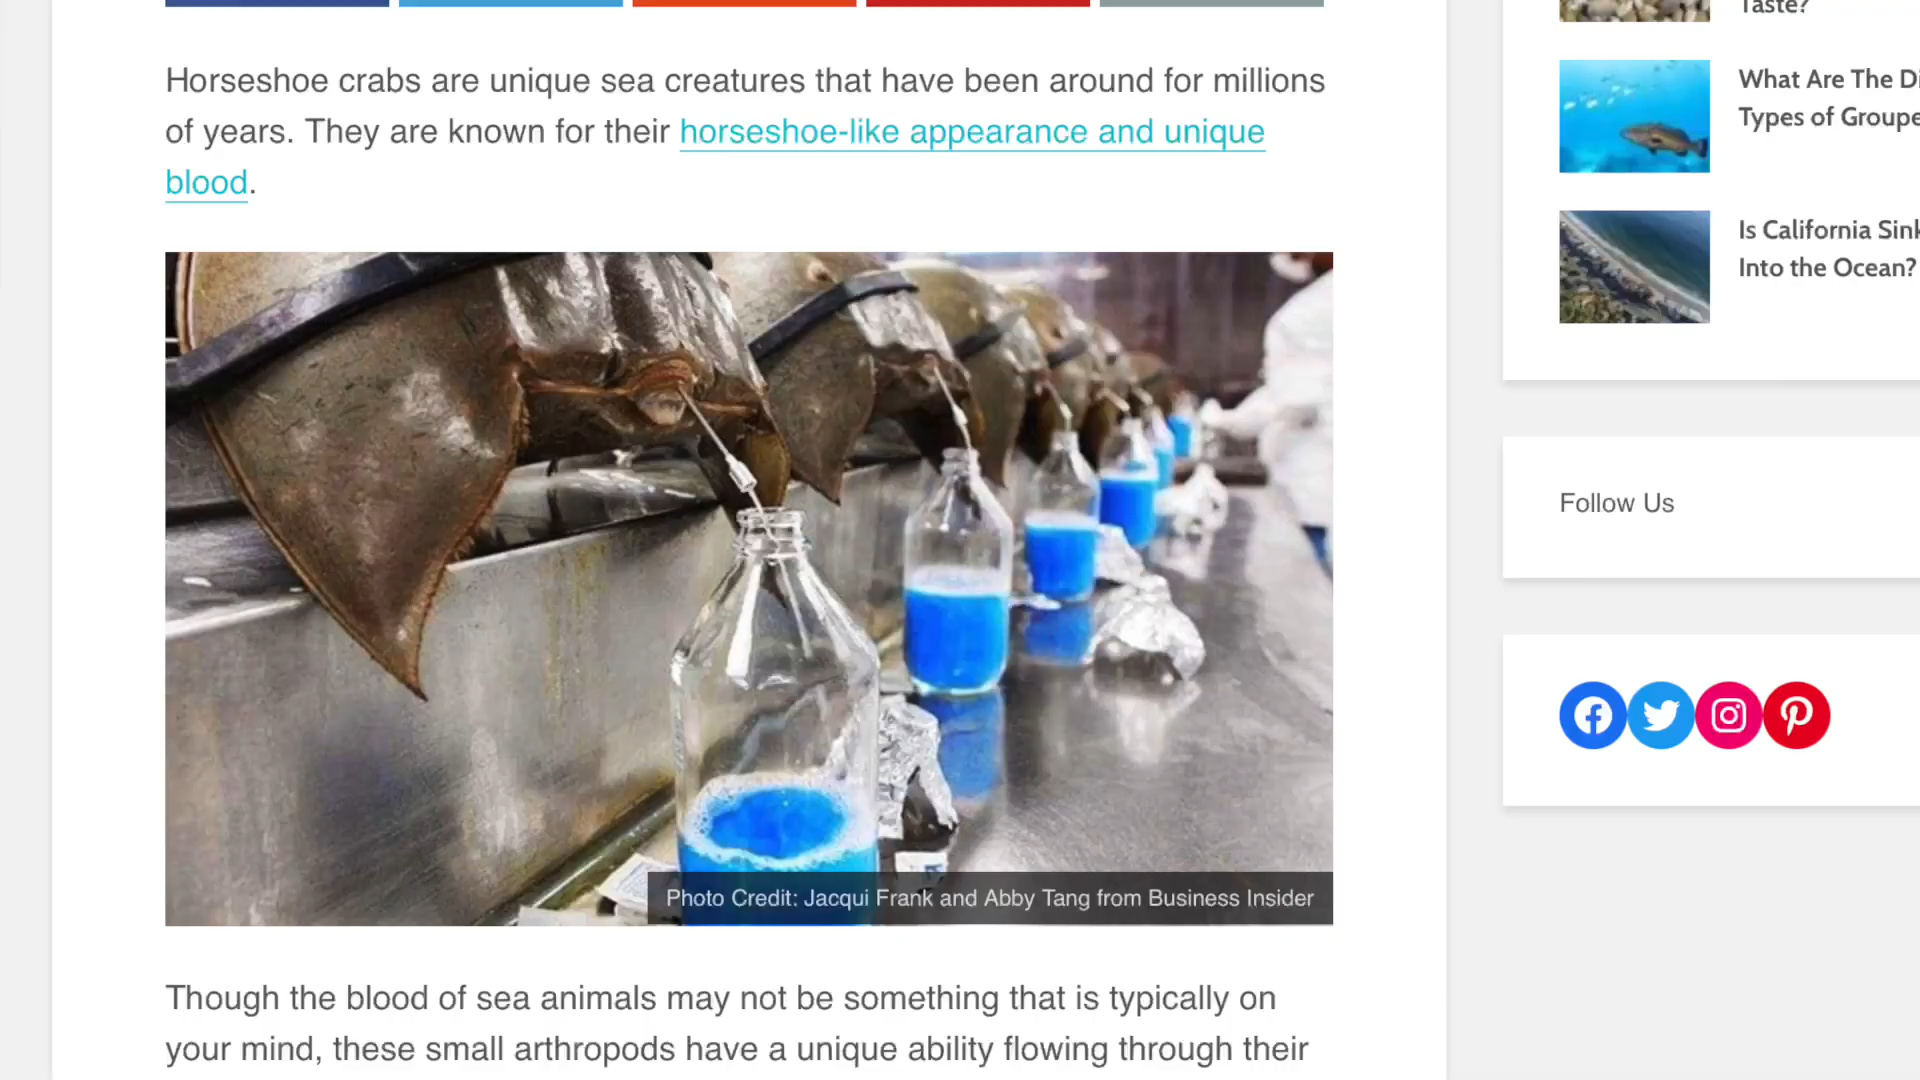 Taste?
Horseshoe crabs are unique sea creatures that have been around for millions
of years. They are known for their horseshoe-like appearance and unique
blood.
What Are The Di
Types of Groupe
Is California Sink
Into the Ocean?
Follow Us
Photo Credit: Jacqui Frank and Abby Tang from Business Insider
Though the blood of sea animals may not be something that is typically on
your mind, these small arthropods have a unique ability flowing through their